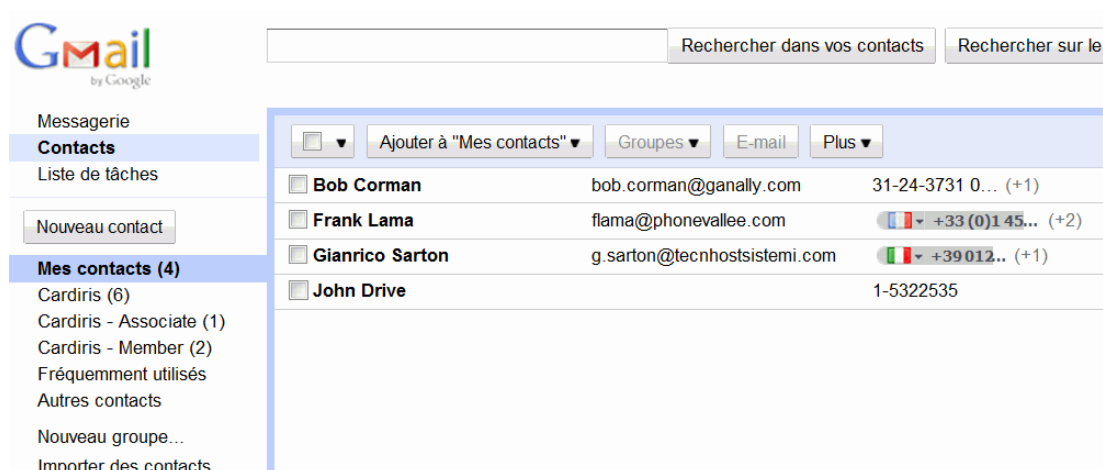 Gmail
by Google
Rechercher dans vos contacts Rechercher sur le
Messagerie
Contacts
Liste de tâches
Nouveau contact
Mes contacts (4)
Cardiris (6)
Cardiris - Associate (1)
Cardiris - Member (2)
Fréquemment utilisés
Autres contacts
Nouveau groupe...
Importer des contacts
Ajouter à "Mes contacts" Groupes E-mail Plus
Bob Corman bob.corman@ganally.com 31-24-3731 0... (+1)
Frank Lama flama@phonevallee.com +33 (0)1 45... (+2)
Gianrico Sarton g.sarton@tecnhostsistemi.com +39 012... (+1)
John Drive 1-5322535